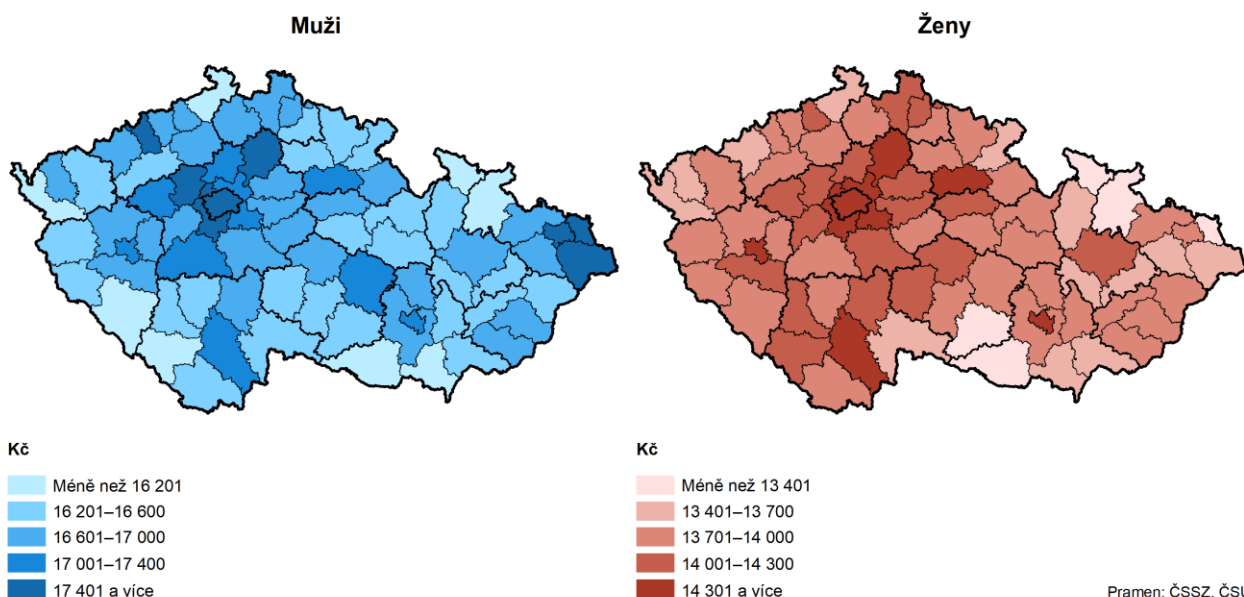 Muži
Ženy
Kč
Méně než 16 201
16 201–16 600
16 601–17 000
17 001–17 400
17 401 a více
Kč
Méně než 13 401
13 401–13 700
13 701–14 000
14 001–14 300
14 301 a více
Pramen: ČSSZ, ČSÚ